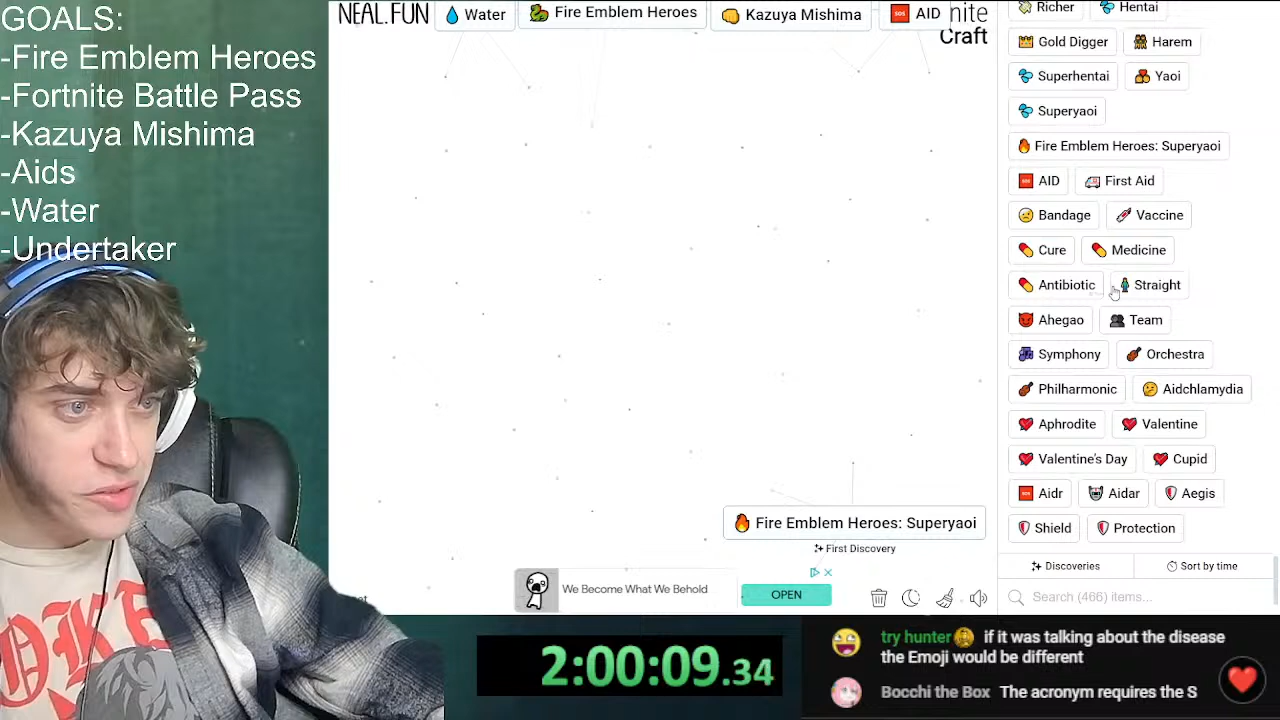 GOALS:
-Fire Emblem Heroes
-Fortnite Battle Pass
-Kazuya Mishima
-Aids
-Water
-Undertaker
NEAL.FUN
Water
Fire Emblem Heroes
Kazuya Mishima
SOS AID
nite
Craft
Richer
Hentai
Gold Digger
Harem
Superhentai
Yaoi
Superyaoi
Fire Emblem Heroes: Superyaoi
SOS AID
First Aid
Bandage
Vaccine
Cure
Medicine
Antibiotic
Straight
Ahegao
Team
Symphony
Orchestra
Philharmonic
Aidchlamydia
Aphrodite
Valentine
Valentine's Day
Cupid
SOS Aidr
Aidar
Aegis
Shield
Protection
Discoveries
Sort by time
Search (466) items...
Fire Emblem Heroes: Superyaoi
First Discovery
We Become What We Behold
OPEN
2:00:09.34
try hunter if it was talking about the disease
the Emoji would be different
Bocchi the Box The acronym requires the S